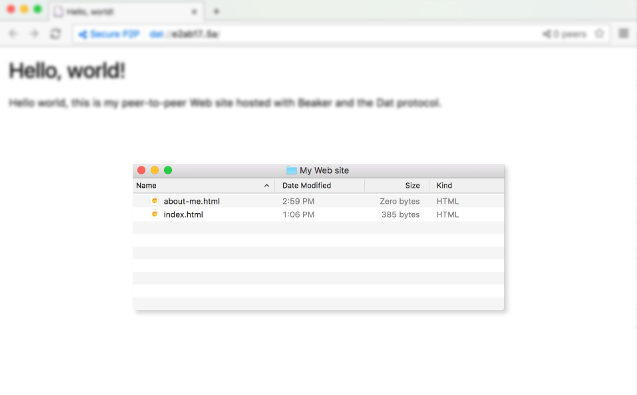 Hello, world!
Secure P2P dat://e2ab17.5a/ 0 peers
Hello, world!
Hello world, this is my peer-to-peer Web site hosted with Beaker and the Dat protocol.
My Web site
Name Date Modified Size Kind
about-me.html 2:59 PM Zero bytes HTML
index.html 1:06 PM 385 bytes HTML